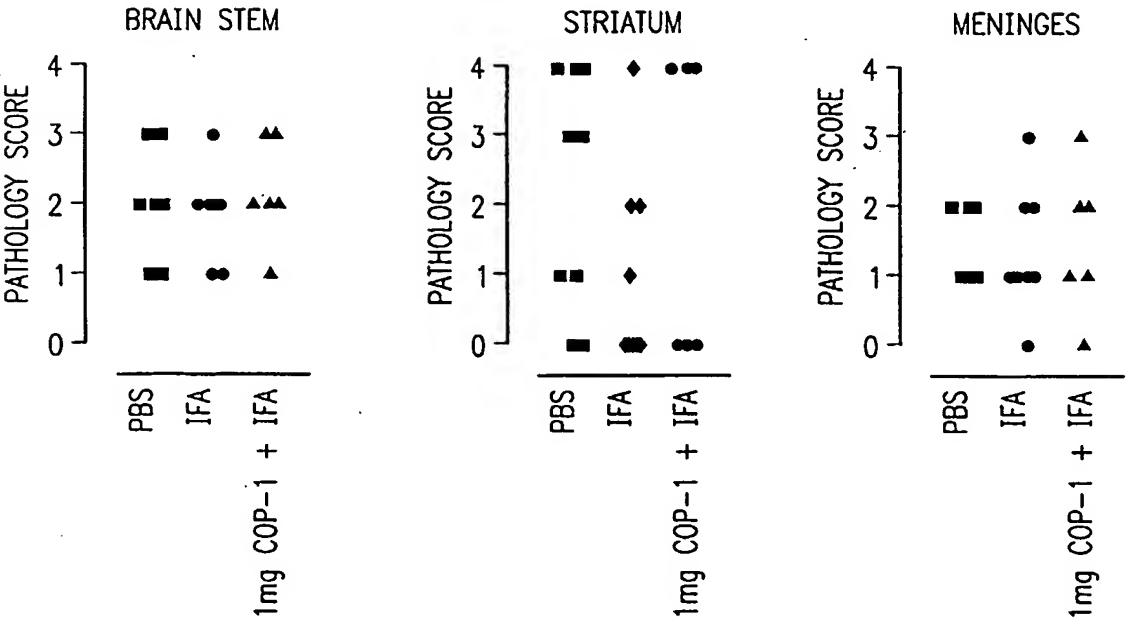 BRAIN STEM
PATHOLOGY SCORE
4
3
2
1
0
PBS
IFA
1mg COP-1 + IFA
STRIATUM
PATHOLOGY SCORE
4
3
2
1
0
PBS
IFA
1mg COP-1 + IFA
MENINGES
PATHOLOGY SCORE
4
3
2
1
0
PBS
IFA
1mg COP-1 + IFA